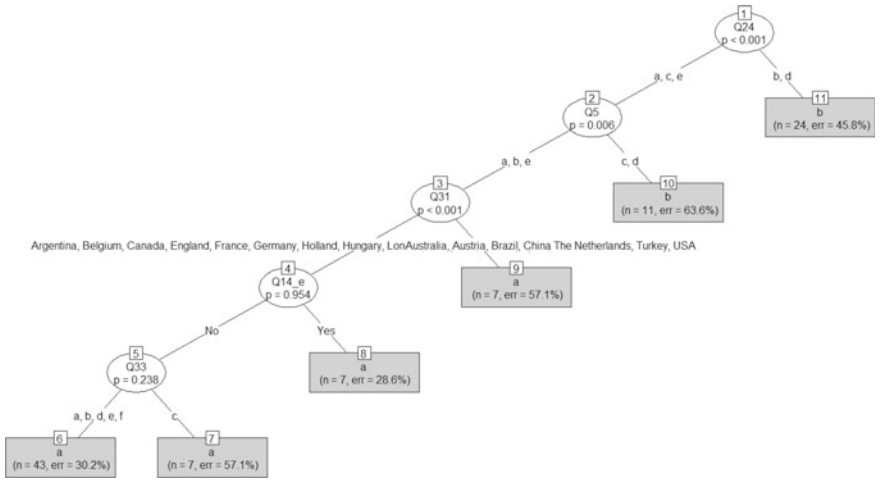 1
Q24
p < 0.001
a, c, e
b, d
2
Q5
p = 0.006
11
b
(n = 24, err = 45.8%)
a, b, e
c, d
3
Q31
p < 0.001
10
b
(n = 11, err = 63.6%)
Argentina, Belgium, Canada, England, France, Germany, Holland, Hungary, LonAustralia, Austria, Brazil, China The Netherlands, Turkey, USA
4
Q14_e
p = 0.954
9
a
(n = 7, err = 57.1%)
No
Yes
5
Q33
p = 0.238
8
a
(n = 7, err = 28.6%)
a, b, d, e, f
c
6
a
(n = 43, err = 30.2%)
7
a
(n = 7, err = 57.1%)